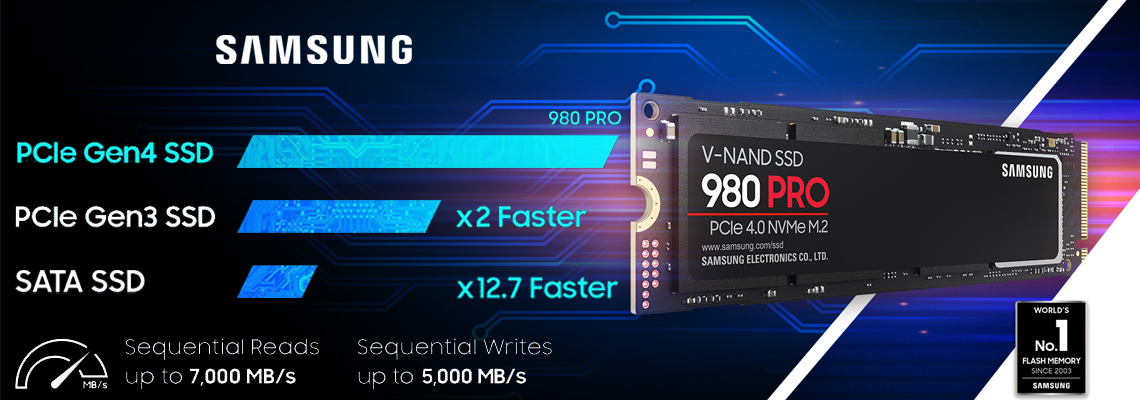 SAMSUNG
980 PRO
PCIe Gen4 SSD
PCIe Gen3 SSD
x2 Faster
SATA SSD
x12.7 Faster
MB/s
Sequential Reads
up to 7,000 MB/s
Sequential Writes
up to 5,000 MB/s
V-NAND SSD
980 PRO
PCIe 4.0 NVMe M.2
www.samsung.com/ssd
SAMSUNG ELECTRONICS CO., LTD.
SAMSUNG
WORLD'S
No.1
FLASH MEMORY
SINCE 2003
SAMSUNG